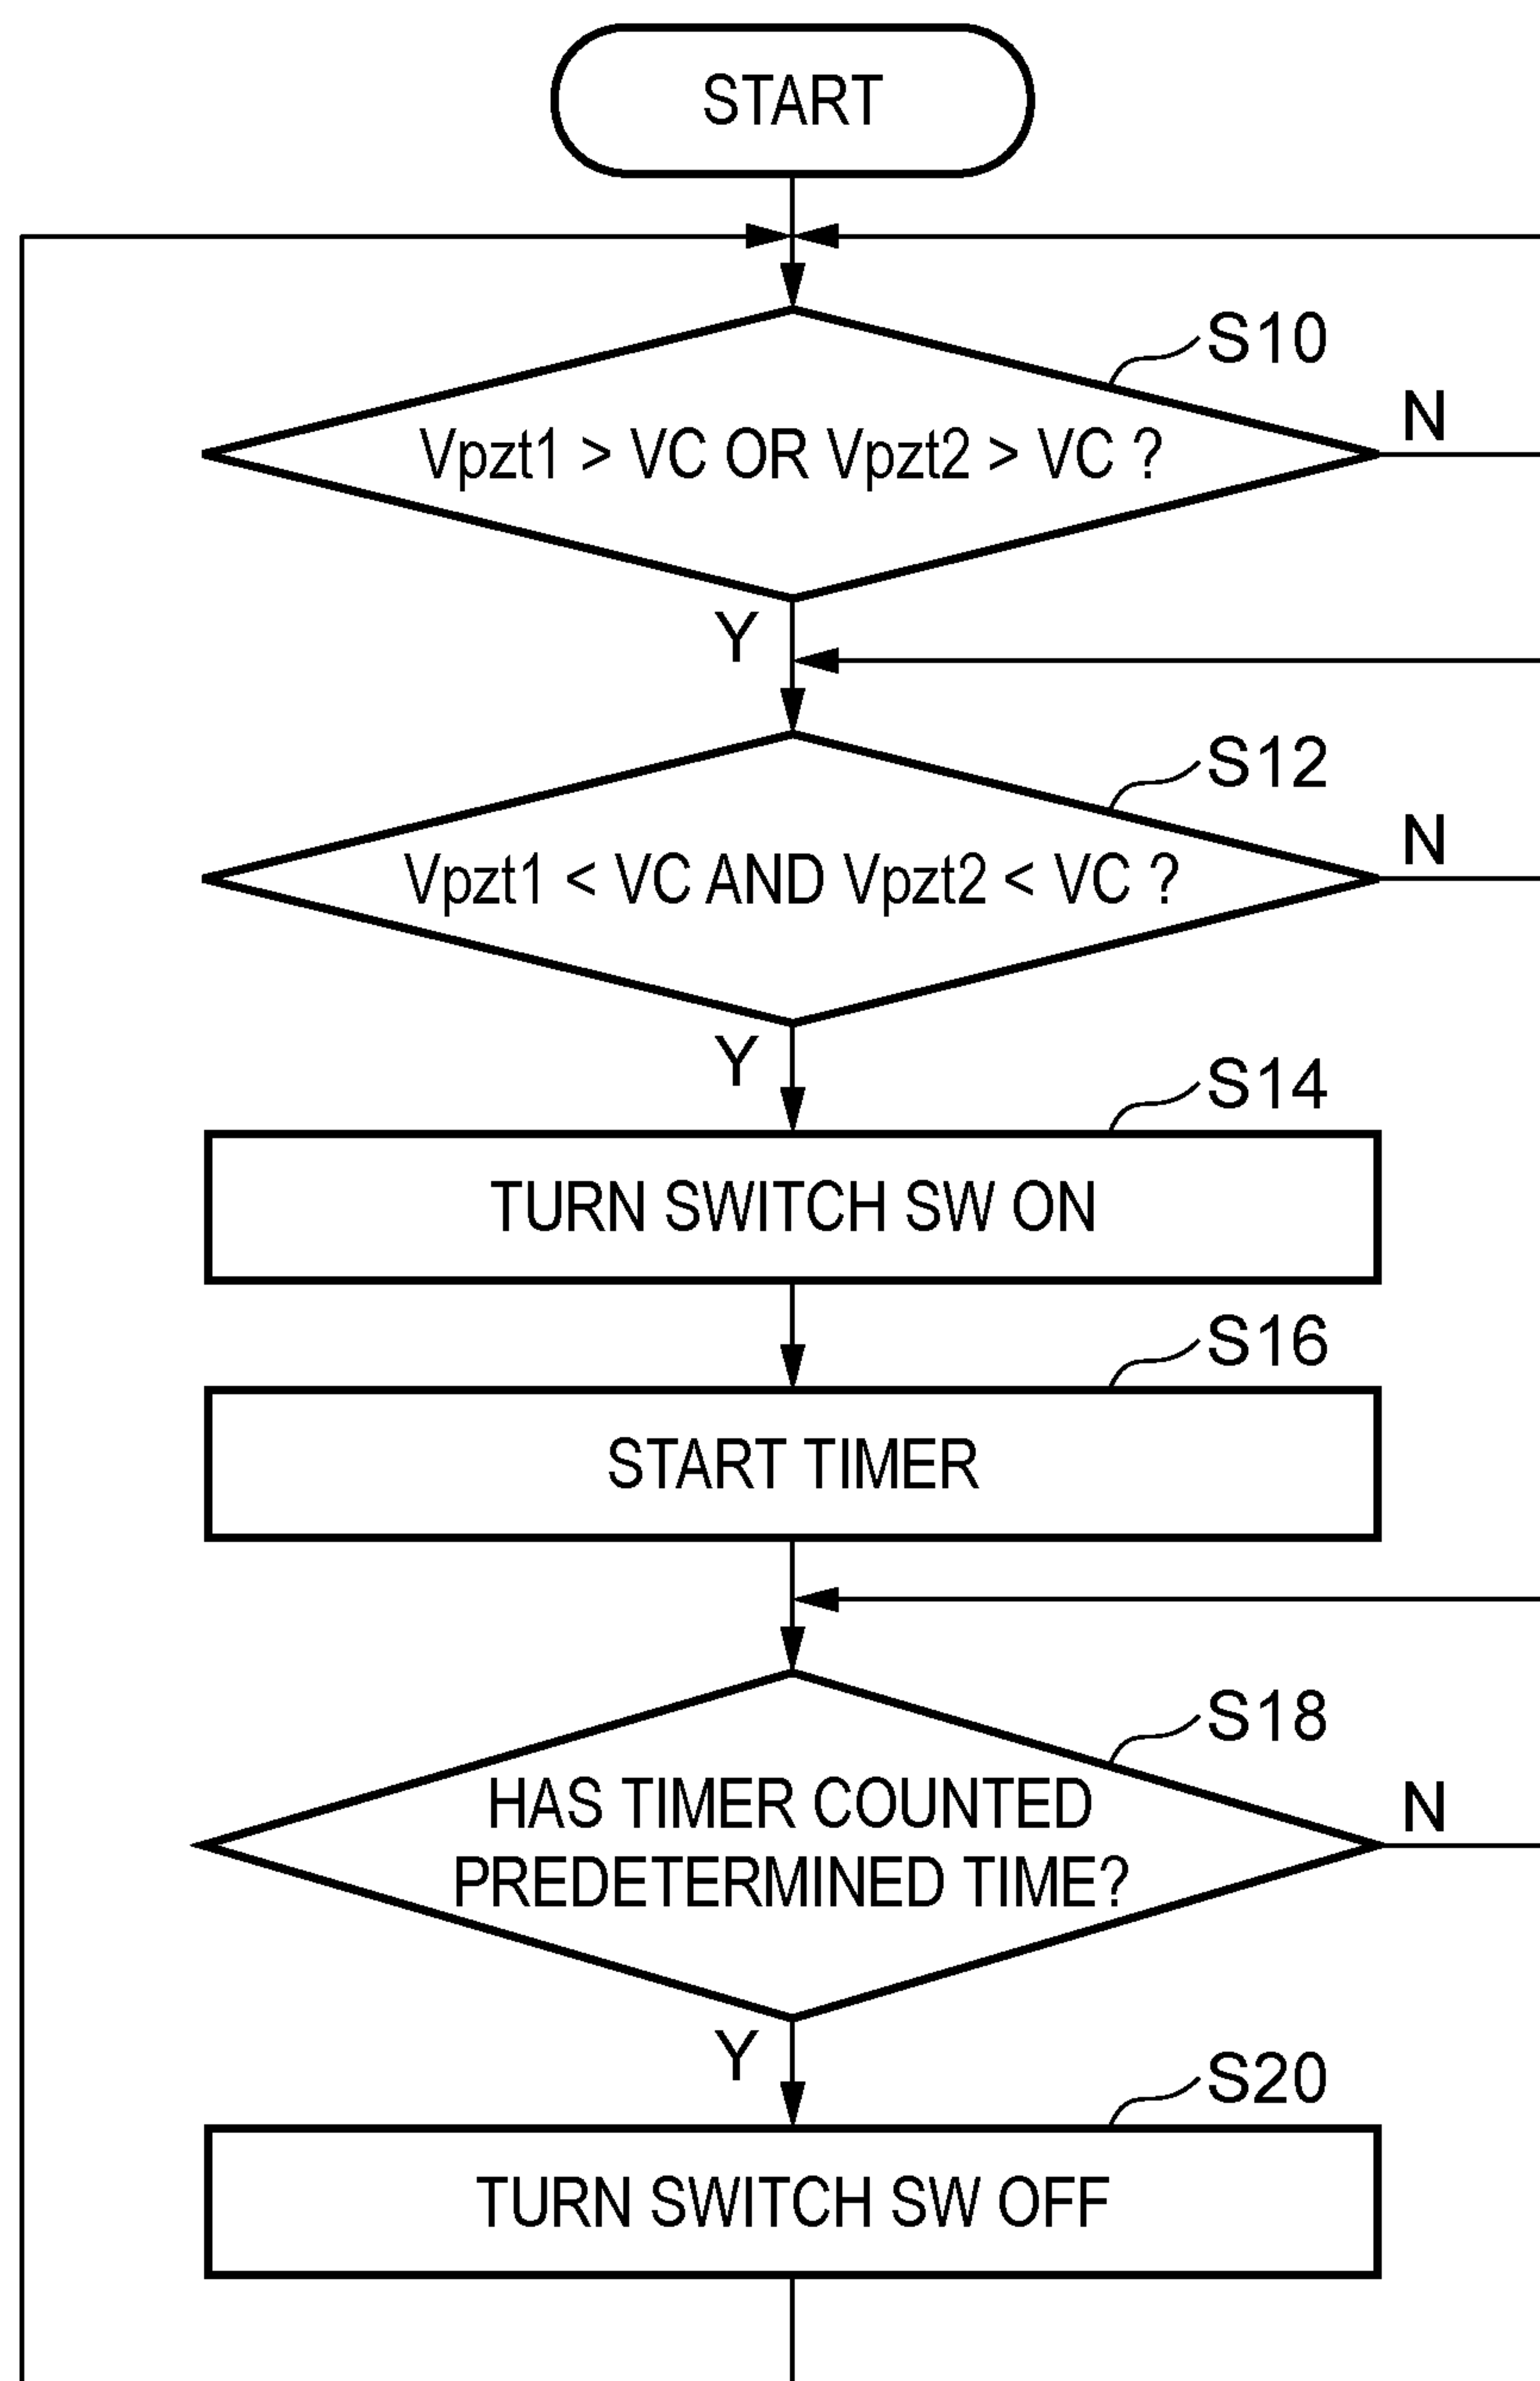 START
S10
Vpzt1 > VC OR Vpzt2 > VC ?
N
Y
S12
Vpzt1 < VC AND Vpzt2 < VC ?
N
Y
S14
TURN SWITCH SW ON
S16
START TIMER
S18
HAS TIMER COUNTED
PREDETERMINED TIME?
N
Y
S20
TURN SWITCH SW OFF